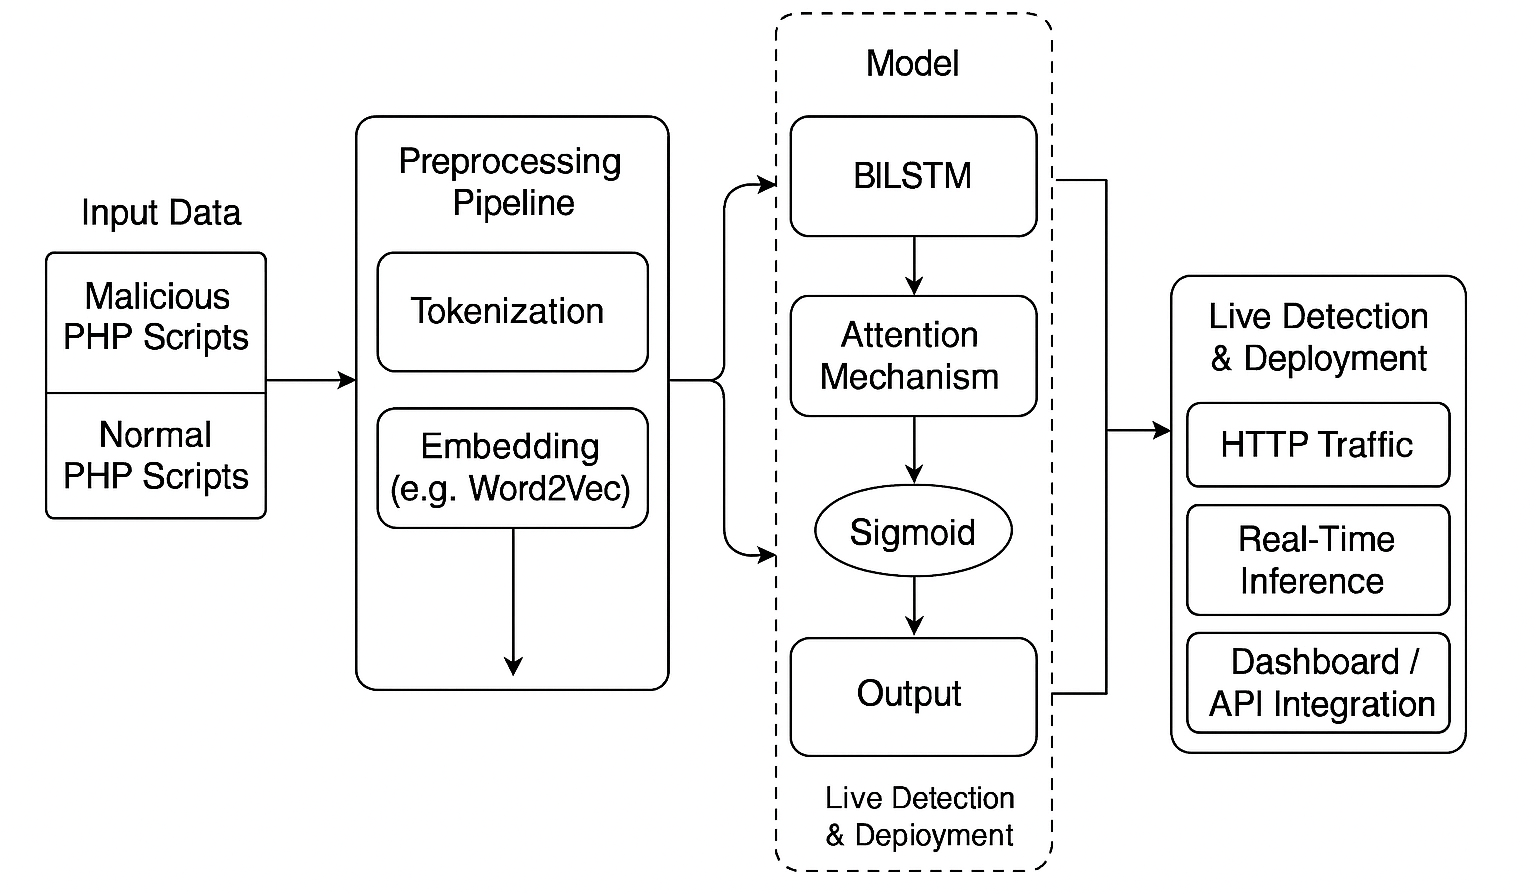 Input Data
Malicious
PHP Scripts
Normal
PHP Scripts
Preprocessing
Pipeline
Tokenization
Embedding
(e.g. Word2Vec)
Model
BILSTM
Attention
Mechanism
Sigmoid
Output
Live Detection
& Depioyment
Live Detection
& Deployment
HTTP Traffic
Real-Time
Inference
Dashboard /
API Integration